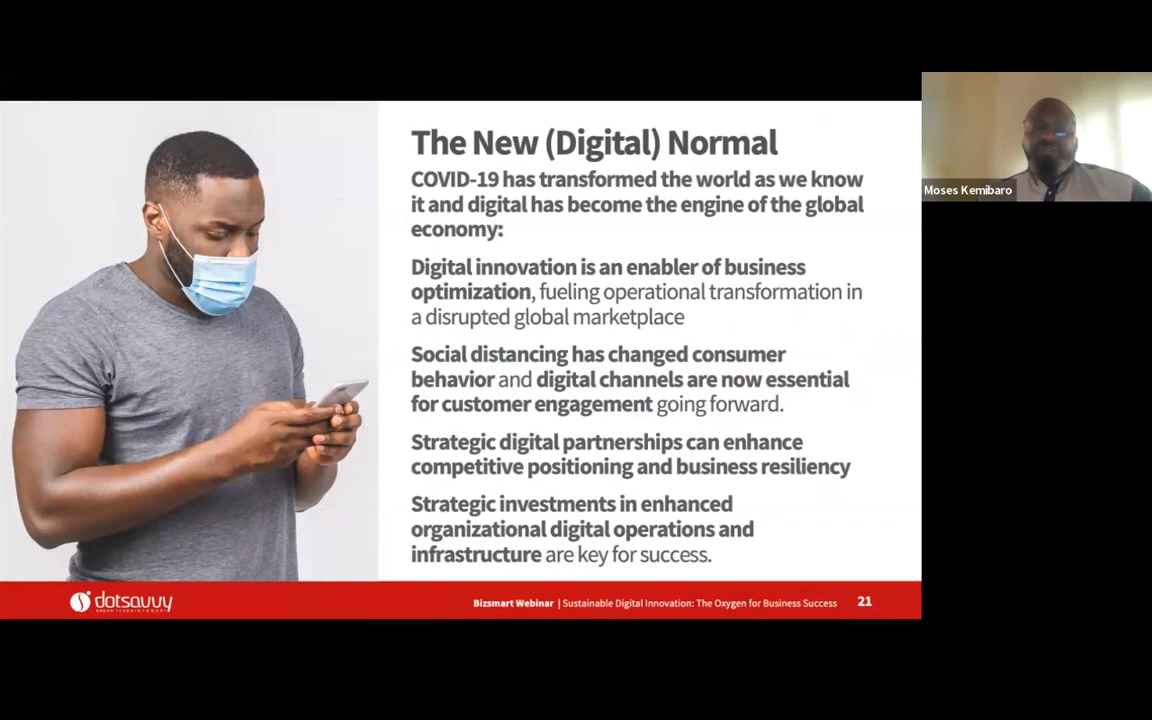 The New (Digital) Normal
COVID-19 has transformed the world as we know
it and digital has become the engine of the global
economy:
Digital innovation is an enabler of business
optimization, fueling operational transformation in
a disrupted global marketplace
Social distancing has changed consumer
behavior and digital channels are now essential
for customer engagement going forward.
Strategic digital partnerships can enhance
competitive positioning and business resiliency
Strategic investments in enhanced
organizational digital operations and
infrastructure are key for success.
Moses Kemibaro
dotsavvy
Bizsmart Webinar | Sustainable Digital Innovation: The Oxygen for Business Success 21